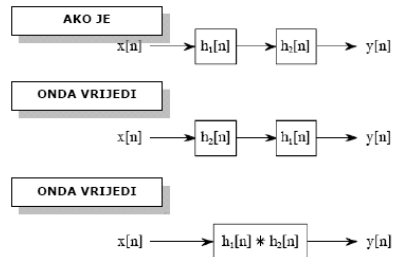 AKO JE
x[n] h₁[n] h₂[n] y[n]
ONDA VRIJEDI
x[n] h₂[n] h₁[n] y[n]
ONDA VRIJEDI
x[n] h₁[n] * h₂[n] y[n]